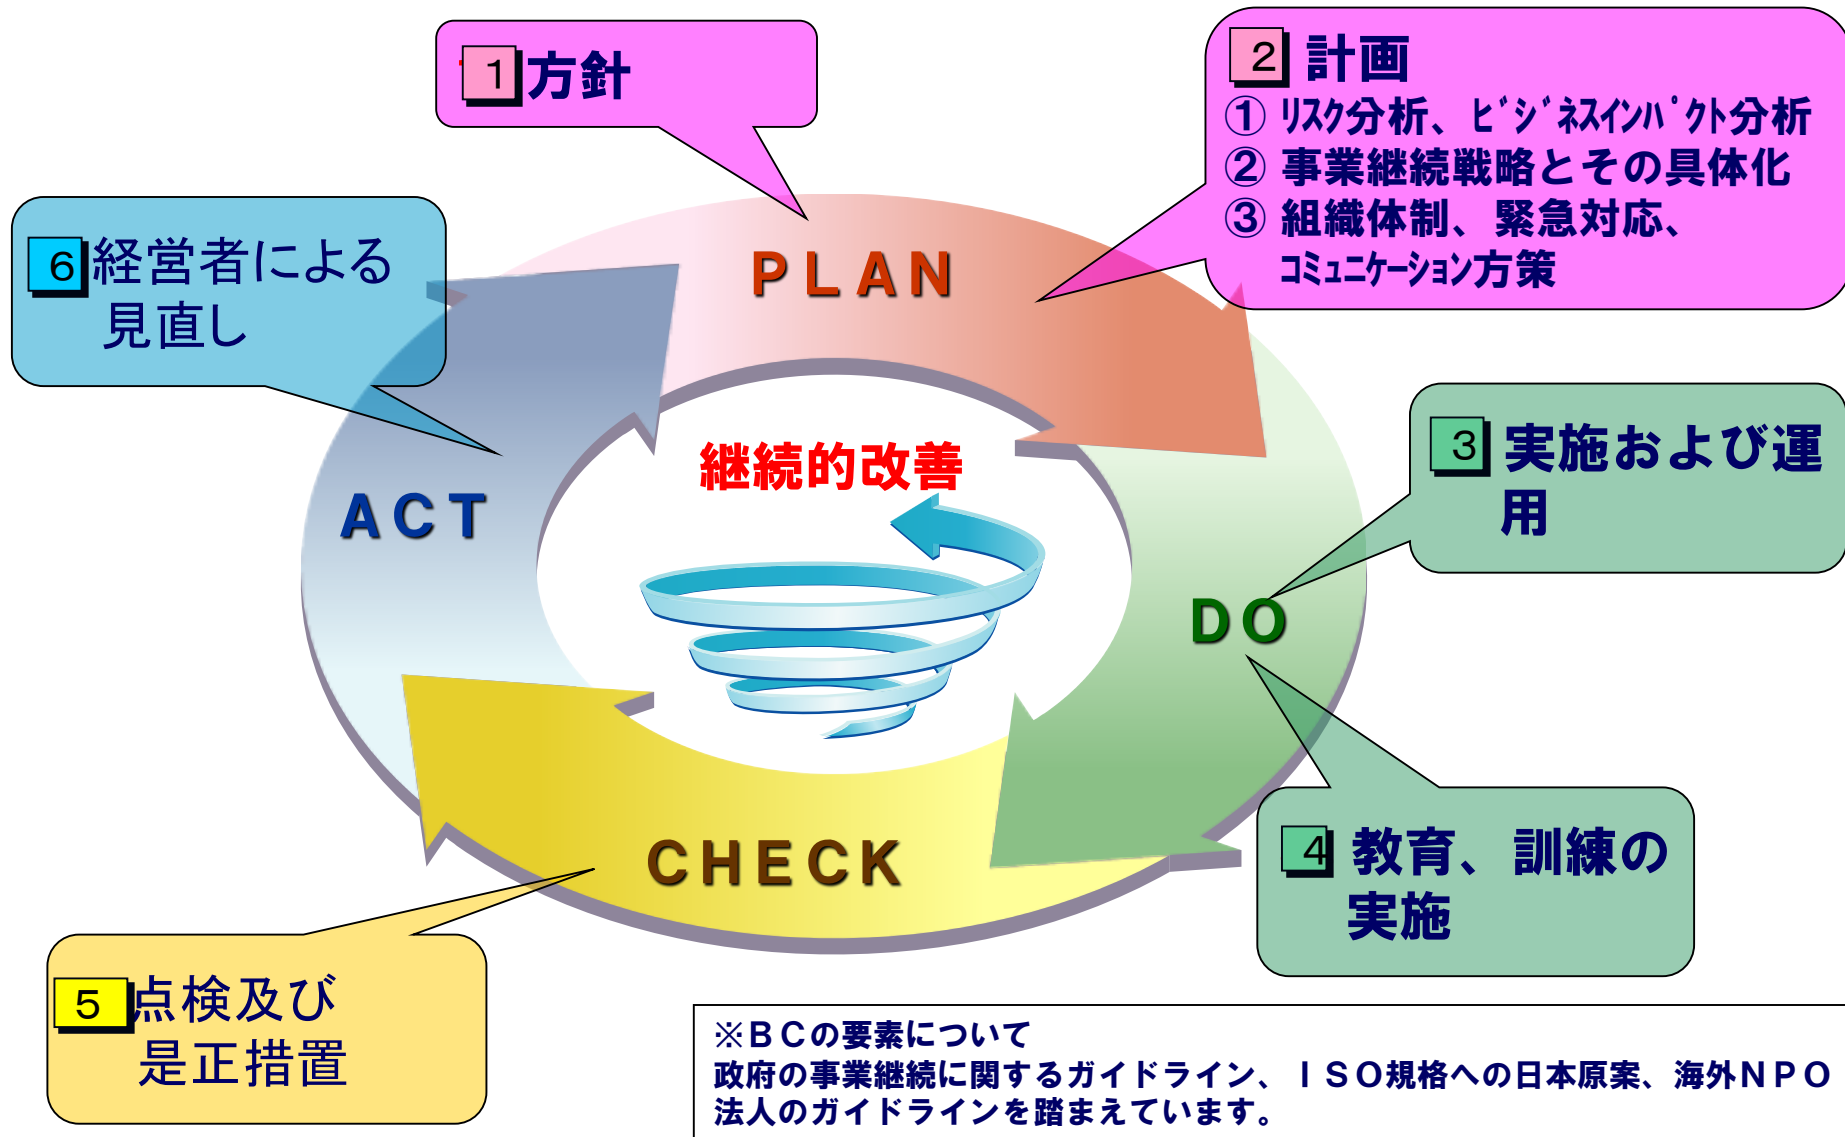 1 方針
2 計画
① ﾘｽｸ分析、ﾋﾞｼﾞﾈｽｲﾝﾊﾟｸﾄ分析
② 事業継続戦略とその具体化
③ 組織体制、緊急対応、
ｺﾐｭﾆｹｰｼｮﾝ方策
6 経営者による
見直し
ＰＬＡＮ
3 実施および運
用
継続的改善
ＡＣＴ
ＤＯ
4 教育、訓練の
実施
ＣＨＥＣＫ
5 点検及び
是正措置
※ＢＣの要素について
政府の事業継続に関するガイドライン、ＩＳＯ規格への日本原案、海外ＮＰＯ
法人のガイドラインを踏まえています。